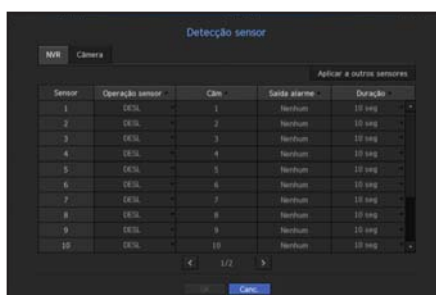 Detecção sensor
NVR Câmera
Aplicar a outros sensores
Sensor Operação sensor Câm Saída alarme Duração
1 DESL. 1 Nenhum 10 seg
2 DESL. 2 Nenhum 10 seg
3 DESL. 3 Nenhum 10 seg
4 DESL. 4 Nenhum 10 seg
5 DESL. 5 Nenhum 10 seg
6 DESL. 6 Nenhum 10 seg
7 DESL. 7 Nenhum 10 seg
8 DESL. 8 Nenhum 10 seg
9 DESL. 9 Nenhum 10 seg
10 DESL. 10 Nenhum 10 seg
< 1/2 >
OK Canc.